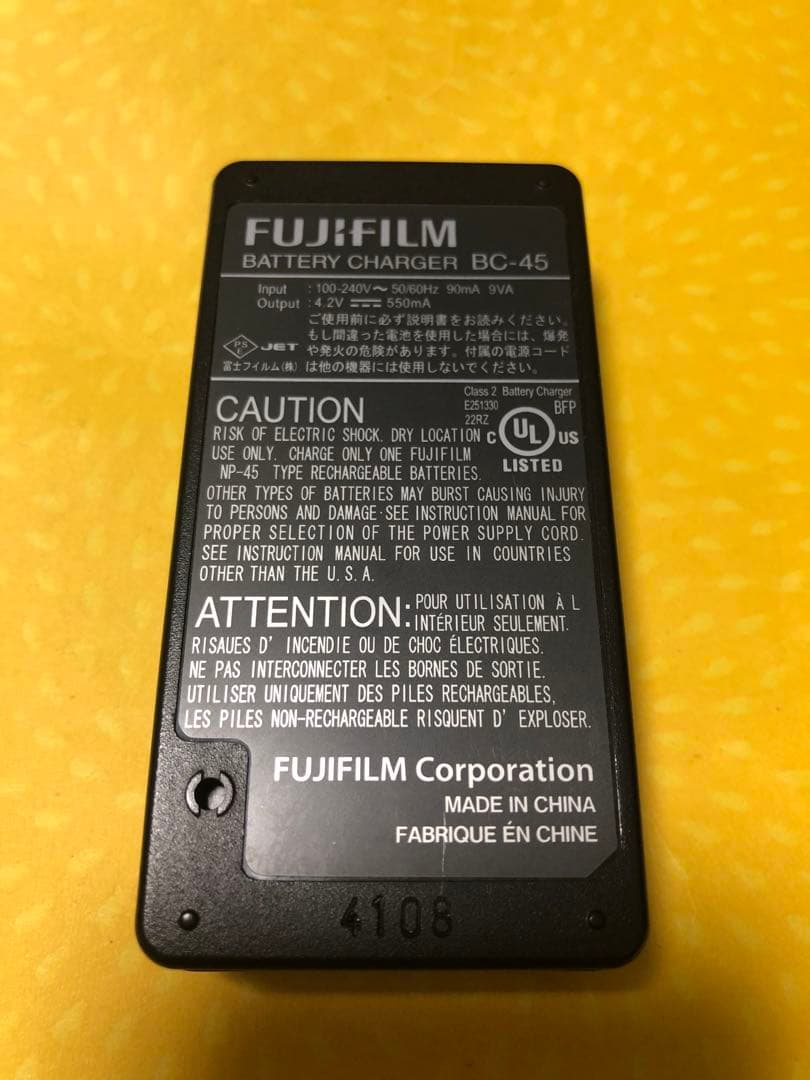 FUJIFILM
BATTERY CHARGER BC-45
Input : 100-240V～ 50/60Hz 90mA 9VA
Output : 4.2V ⎓ 550mA
ご使用前に必ず説明書をお読みください。
もし間違った電池を使用した場合には、爆発
や発火の危険があります。付属の電源コード
は他の機器には使用しないでください。
PS
E
JET
富士フイルム(株)
Class 2 Battery Charger
E251330 BFP
22RZ
C UL US
LISTED
CAUTION
RISK OF ELECTRIC SHOCK. DRY LOCATION
USE ONLY. CHARGE ONLY ONE FUJIFILM
NP-45 TYPE RECHARGEABLE BATTERIES.
OTHER TYPES OF BATTERIES MAY BURST CAUSING INJURY
TO PERSONS AND DAMAGE·SEE INSTRUCTION MANUAL FOR
PROPER SELECTION OF THE POWER SUPPLY CORD.
SEE INSTRUCTION MANUAL FOR USE IN COUNTRIES
OTHER THAN THE U.S.A.
ATTENTION: POUR UTILISATION À L
INTÉRIEUR SEULEMENT.
RISAUES D' INCENDIE OU DE CHOC ÉLECTRIQUES.
NE PAS INTERCONNECTER LES BORNES DE SORTIE.
UTILISER UNIQUEMENT DES PILES RECHARGEABLES,
LES PILES NON-RECHARGEABLE RISQUENT D' EXPLOSER.
FUJIFILM Corporation
MADE IN CHINA
FABRIQUE ÉN CHINE
4108